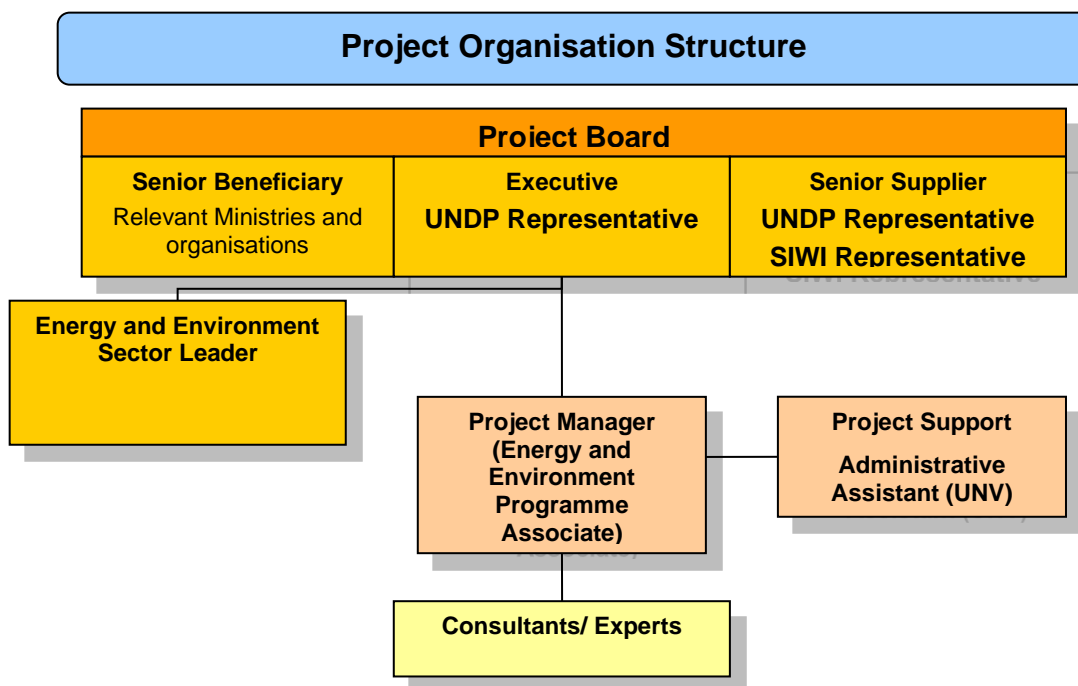 Project Organisation Structure
Project Board
Senior Beneficiary
Relevant Ministries and
organisations
Executive
UNDP Representative
Senior Supplier
UNDP Representative
SIWI Representative
Energy and Environment
Sector Leader
Project Manager
(Energy and
Environment
Programme
Associate)
Project Support
Administrative
Assistant (UNV)
Consultants/ Experts